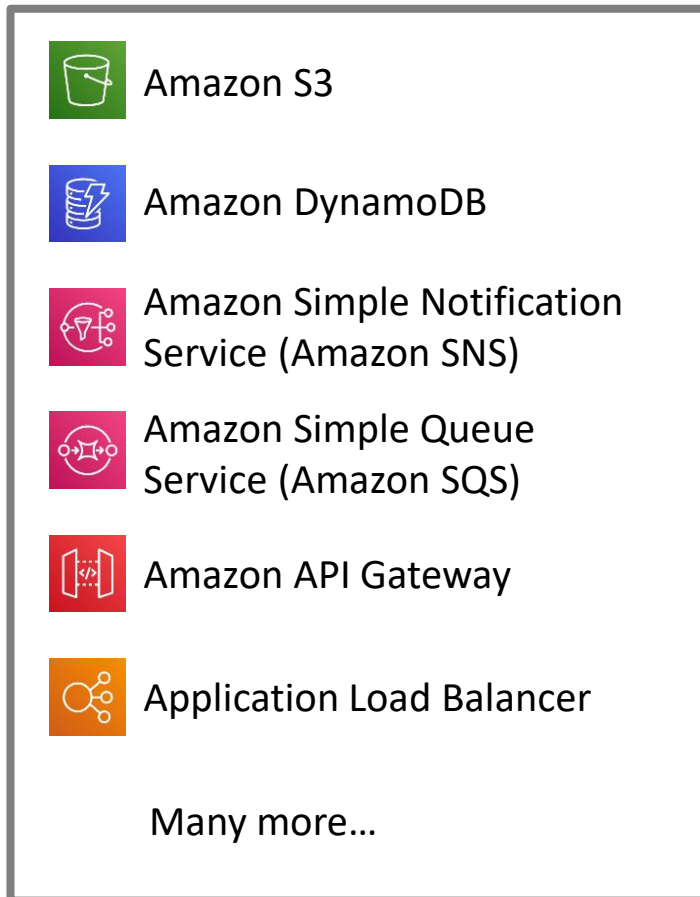 Amazon S3
Amazon DynamoDB
Amazon Simple Notification
Service (Amazon SNS)
Amazon Simple Queue
Service (Amazon SQS)
Amazon API Gateway
Application Load Balancer
Many more…